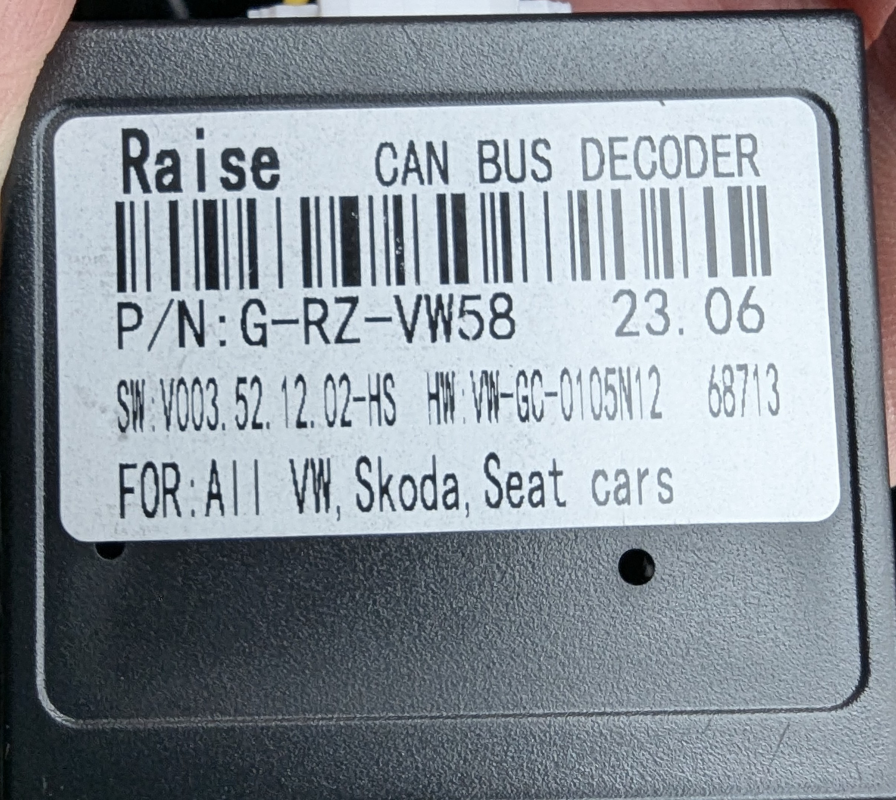 Raise CAN BUS DECODER
P/N:G-RZ-VW58 23.06
SW:V003.52.12.02-HS HW:VW-GC-0105N12 68713
FOR:All VW, Skoda, Seat cars